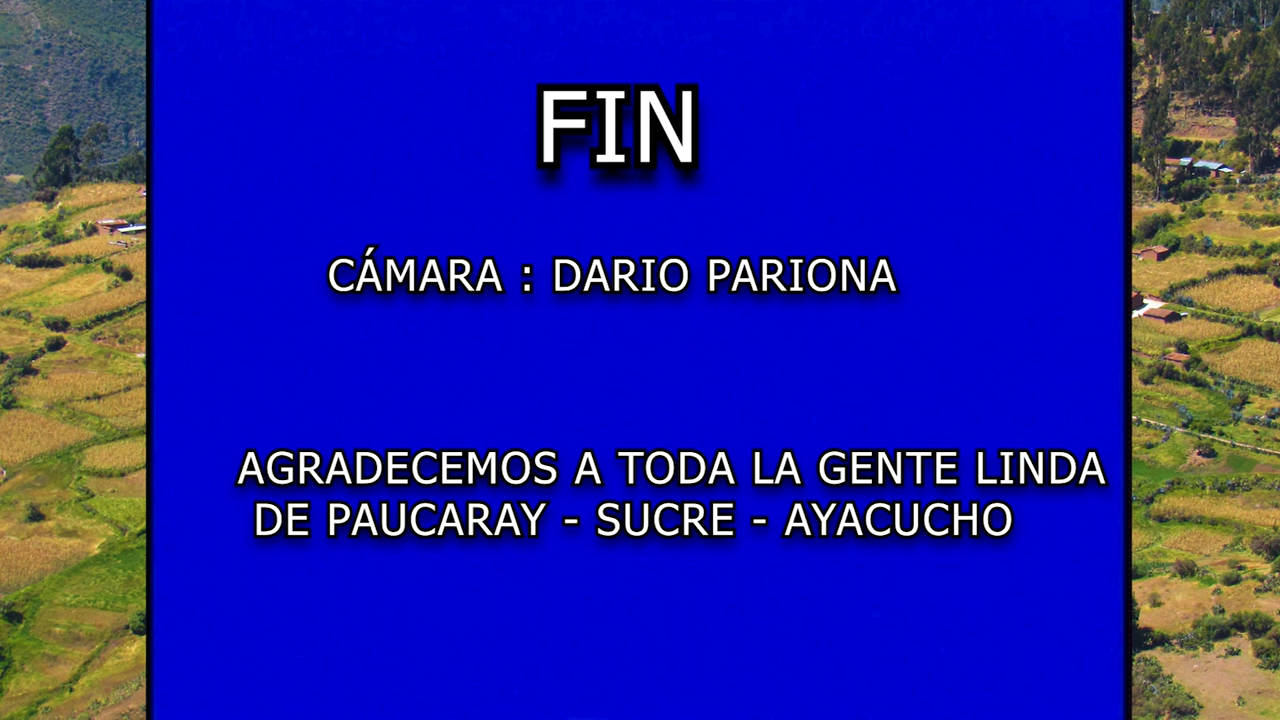 FIN
CÁMARA : DARIO PARIONA
AGRADECEMOS A TODA LA GENTE LINDA
DE PAUCARAY - SUCRE - AYACUCHO